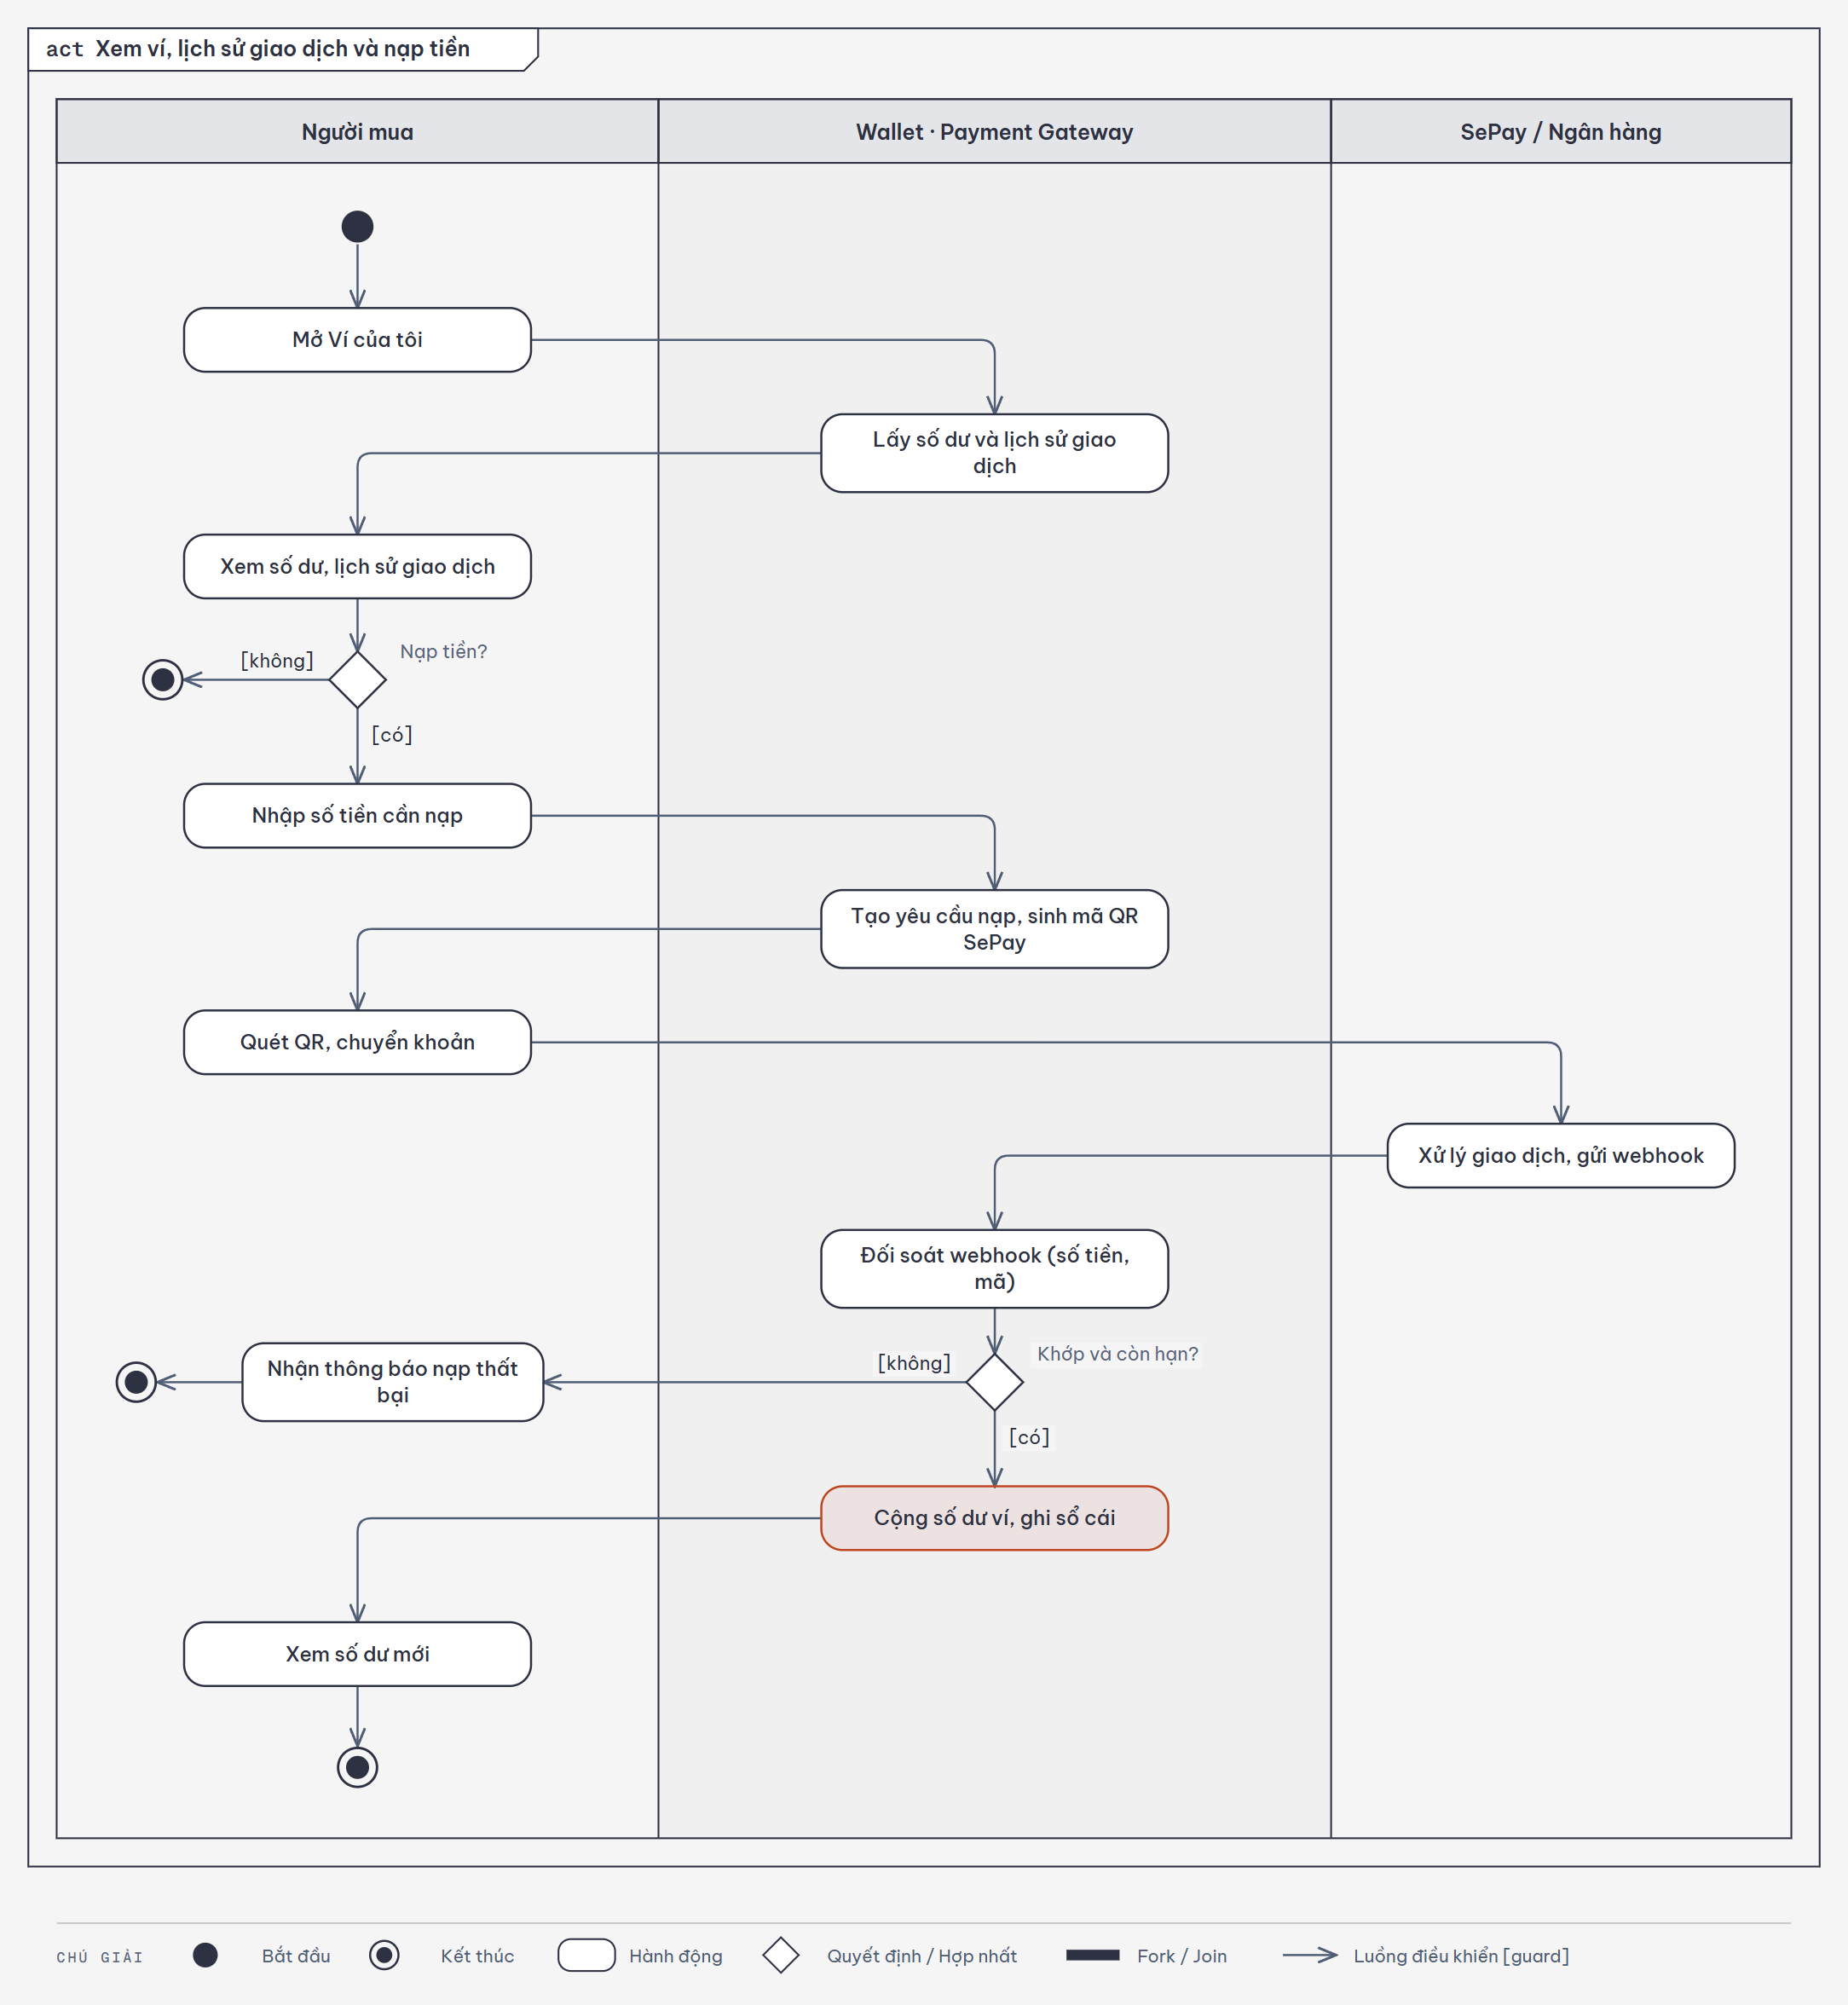 act Xem ví, lịch sử giao dịch và nạp tiền
Người mua
Wallet · Payment Gateway
SePay / Ngân hàng
Mở Ví của tôi
Lấy số dư và lịch sử giao
dịch
Xem số dư, lịch sử giao dịch
Nạp tiền?
[không]
[có]
Nhập số tiền cần nạp
Tạo yêu cầu nạp, sinh mã QR
SePay
Quét QR, chuyển khoản
Xử lý giao dịch, gửi webhook
Đối soát webhook (số tiền,
mã)
Khớp và còn hạn?
[không]
Nhận thông báo nạp thất
bại
[có]
Cộng số dư ví, ghi sổ cái
Xem số dư mới
CHÚ GIẢI
Bắt đầu
Kết thúc
Hành động
Quyết định / Hợp nhất
Fork / Join
Luồng điều khiển [guard]